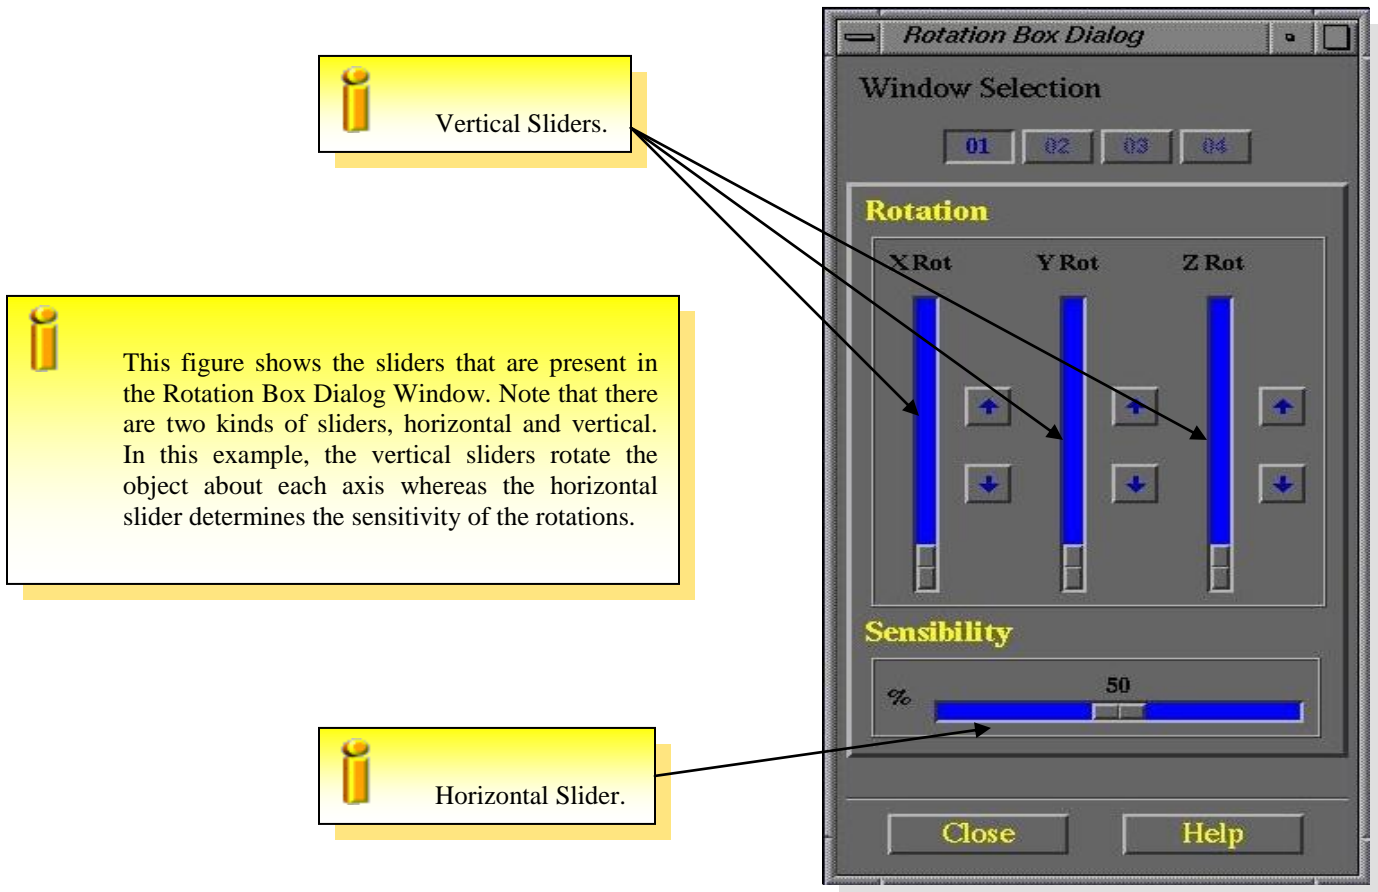 Rotation Box Dialog
Window Selection
01 02 03 04
Rotation
X Rot Y Rot Z Rot
Sensibility
50
%
Close Help
Vertical Sliders.
This figure shows the sliders that are present in
the Rotation Box Dialog Window. Note that there
are two kinds of sliders, horizontal and vertical.
In this example, the vertical sliders rotate the
object about each axis whereas the horizontal
slider determines the sensitivity of the rotations.
Horizontal Slider.